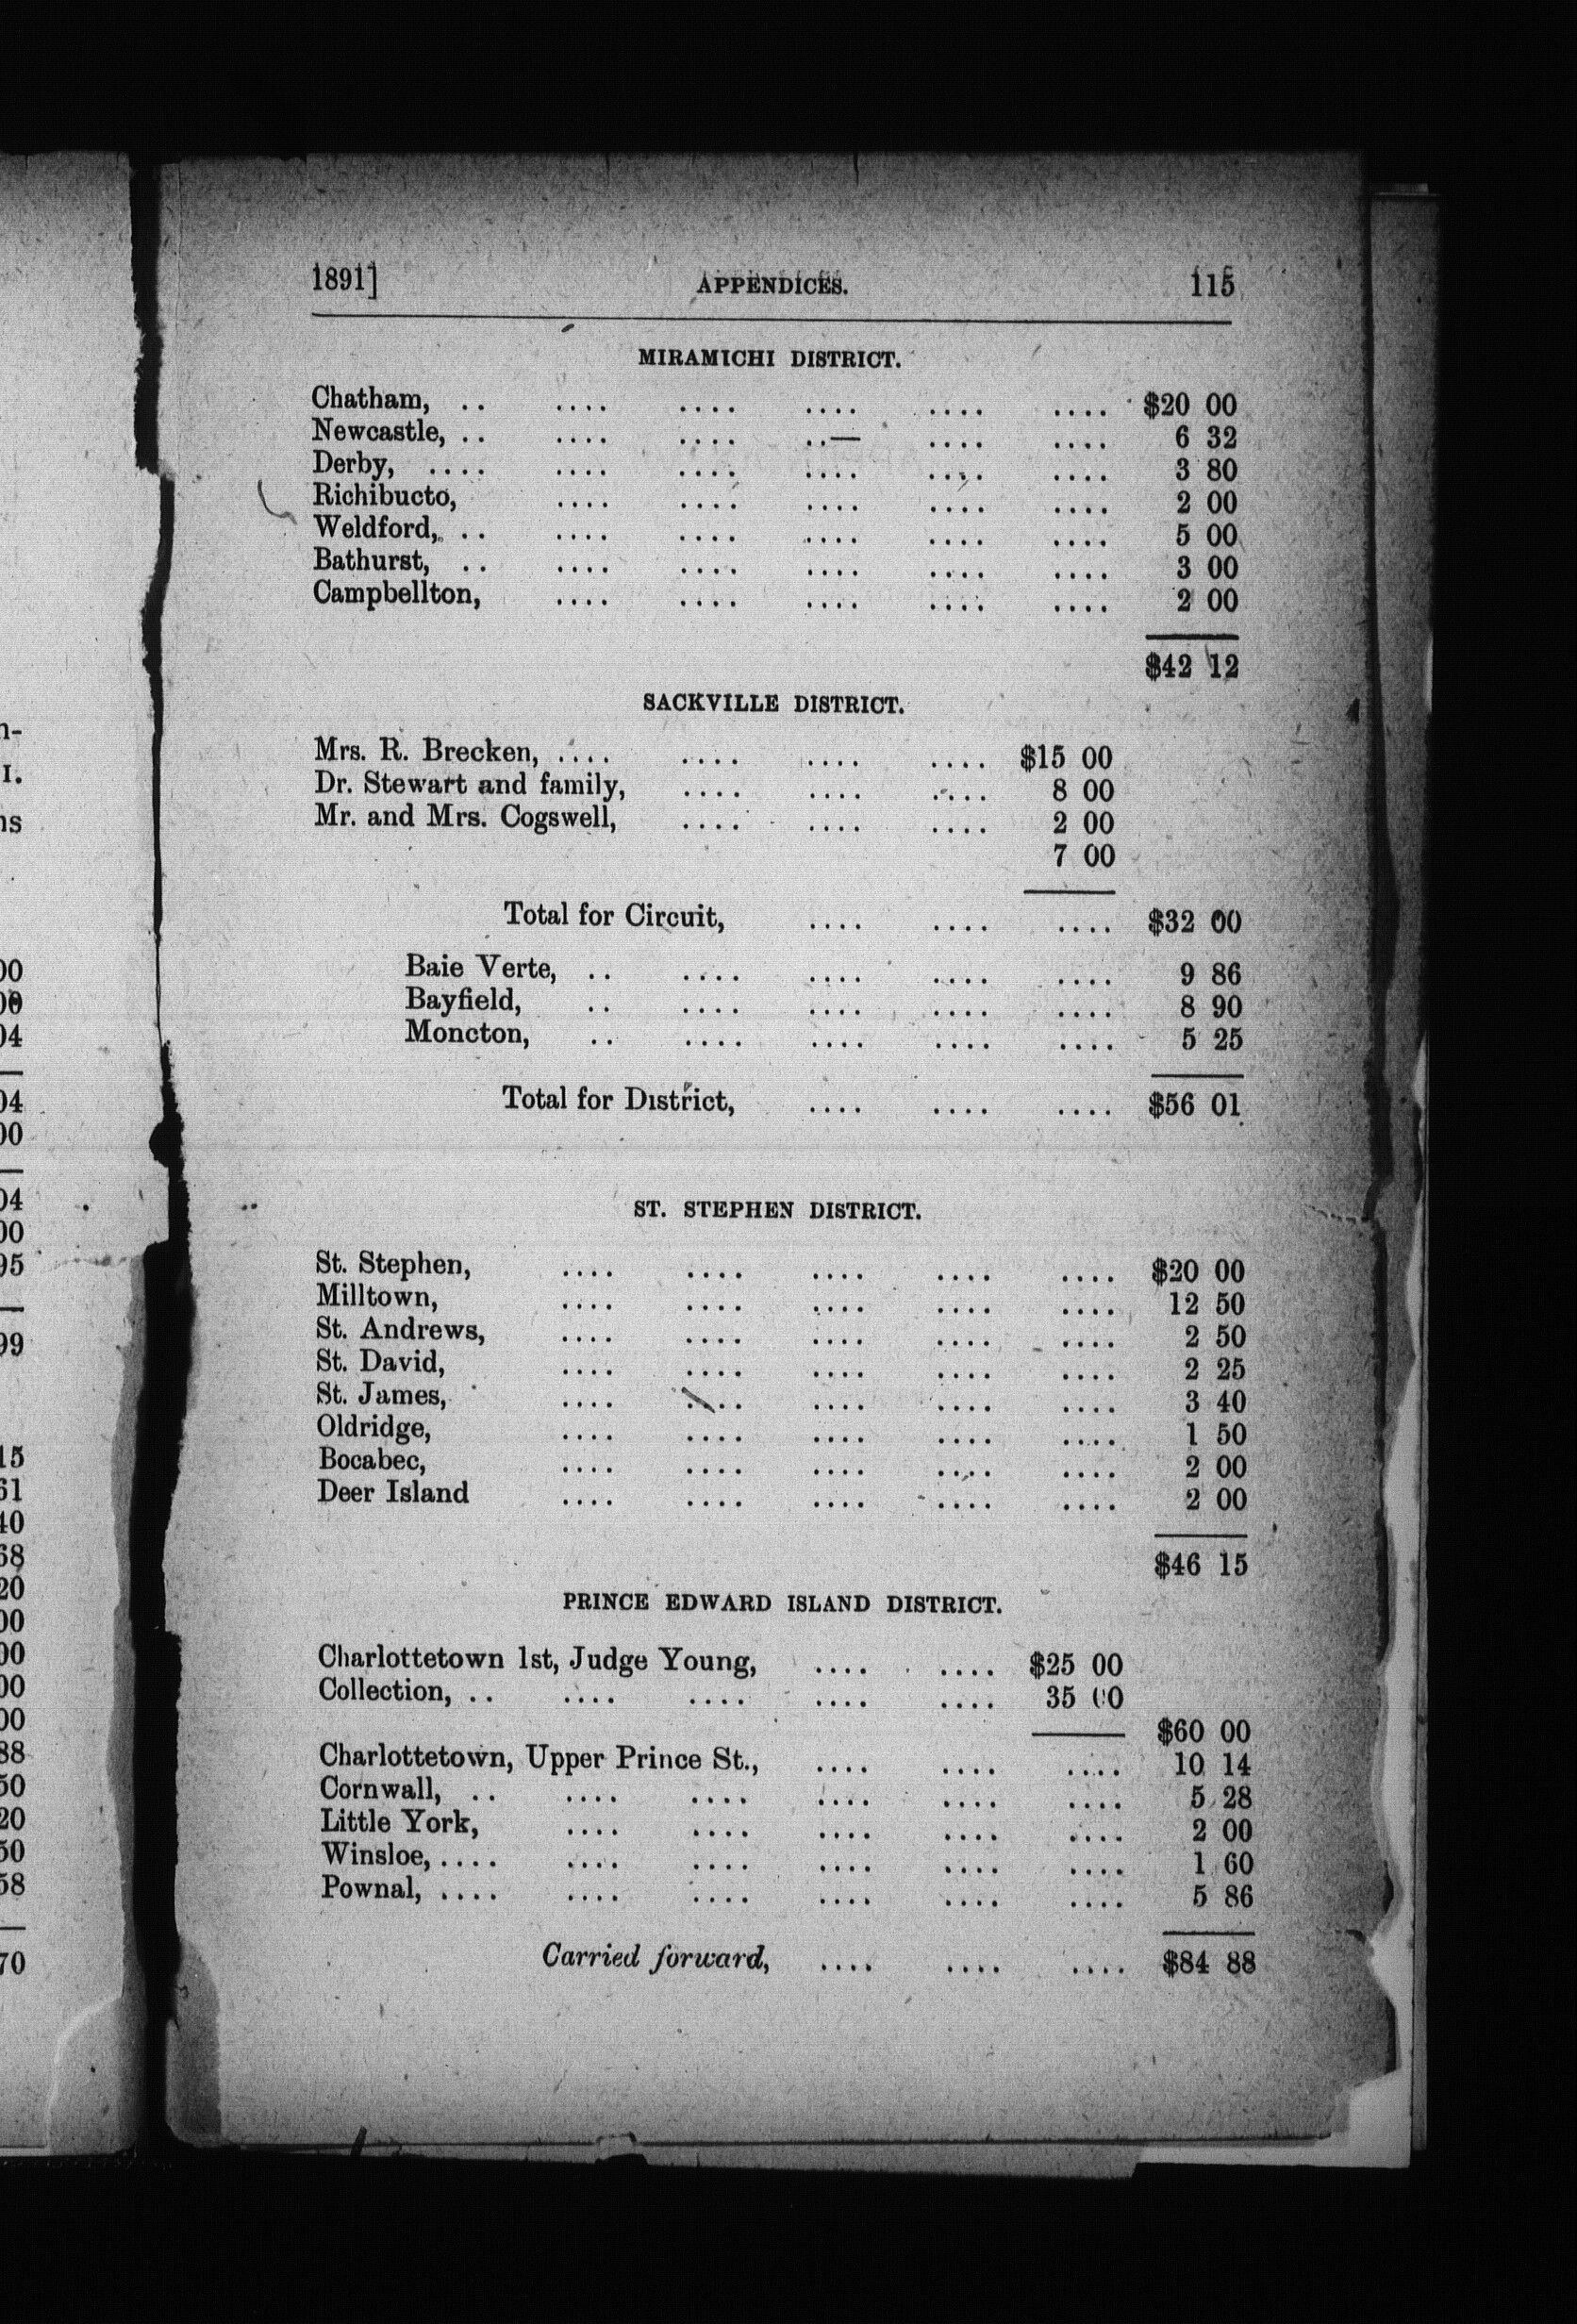 1891] APPENDICES. 115
MIRAMICHI DISTRICT.
Chatham, .. .... .... .... .... .... $20 00
Newcastle, .. .... .... ..— .... .... 6 32
Derby, .... .... .... .... .... .... 3 80
Richibucto, .... .... .... .... .... 2 00
Weldford, .. .... .... .... .... .... 5 00
Bathurst, .. .... .... .... .... .... 3 00
Campbellton, .... .... .... .... .... 2 00
$42 12
SACKVILLE DISTRICT.
Mrs. R. Brecken, .... .... .... .... $15 00
Dr. Stewart and family, .... .... .... 8 00
Mr. and Mrs. Cogswell, .... .... .... 2 00
7 00
Total for Circuit, .... .... .... $32 00
Baie Verte, .. .... .... .... .... 9 86
Bayfield, .. .... .... .... .... 8 90
Moncton, .. .... .... .... .... 5 25
Total for District, .... .... .... $56 01
ST. STEPHEN DISTRICT.
St. Stephen, .... .... .... .... .... $20 00
Milltown, .... .... .... .... .... 12 50
St. Andrews, .... .... .... .... .... 2 50
St. David, .... .... .... .... .... 2 25
St. James, .... .... .... .... .... 3 40
Oldridge, .... .... .... .... .... 1 50
Bocabec, .... .... .... .... .... 2 00
Deer Island .... .... .... .... .... 2 00
$46 15
PRINCE EDWARD ISLAND DISTRICT.
Charlottetown 1st, Judge Young, .... .... $25 00
Collection, .. .... .... .... .... 35 00
$60 00
Charlottetown, Upper Prince St., .... .... .... 10 14
Cornwall, .. .... .... .... .... .... 5 28
Little York, .... .... .... .... .... 2 00
Winsloe, .... .... .... .... .... .... 1 60
Pownal, .... .... .... .... .... .... 5 86
Carried forward, .... .... .... $84 88